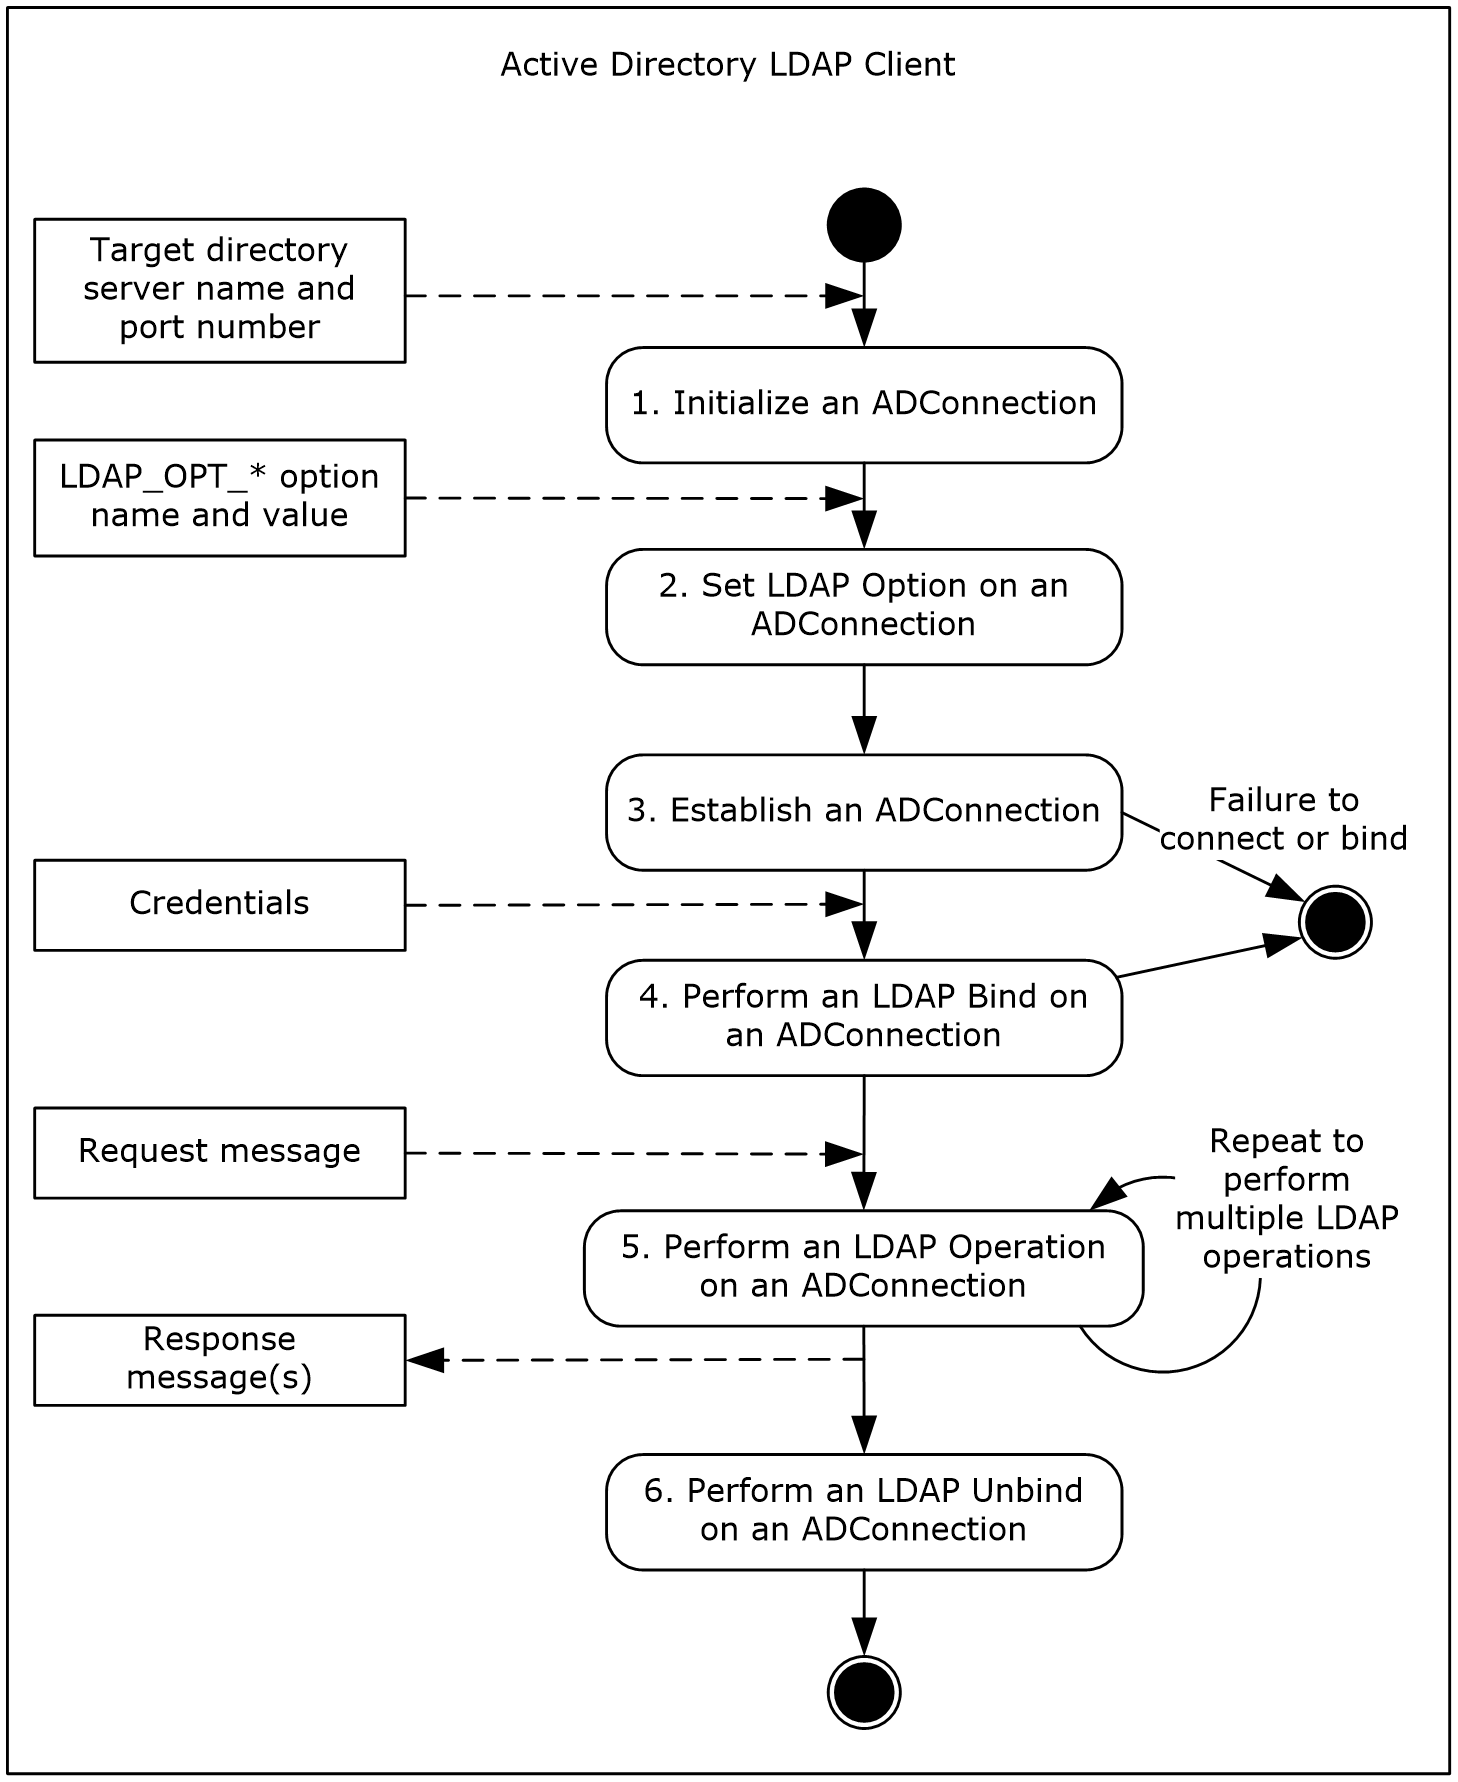 Active Directory LDAP Client
Target directory
server name and
port number
1. Initialize an ADConnection
LDAP_OPT_* option
name and value
2. Set LDAP Option on an
ADConnection
3. Establish an ADConnection
Failure to
connect or bind
Credentials
4. Perform an LDAP Bind on
an ADConnection
Request message
Repeat to
perform
multiple LDAP
operations
5. Perform an LDAP Operation
on an ADConnection
Response
message(s)
6. Perform an LDAP Unbind
on an ADConnection